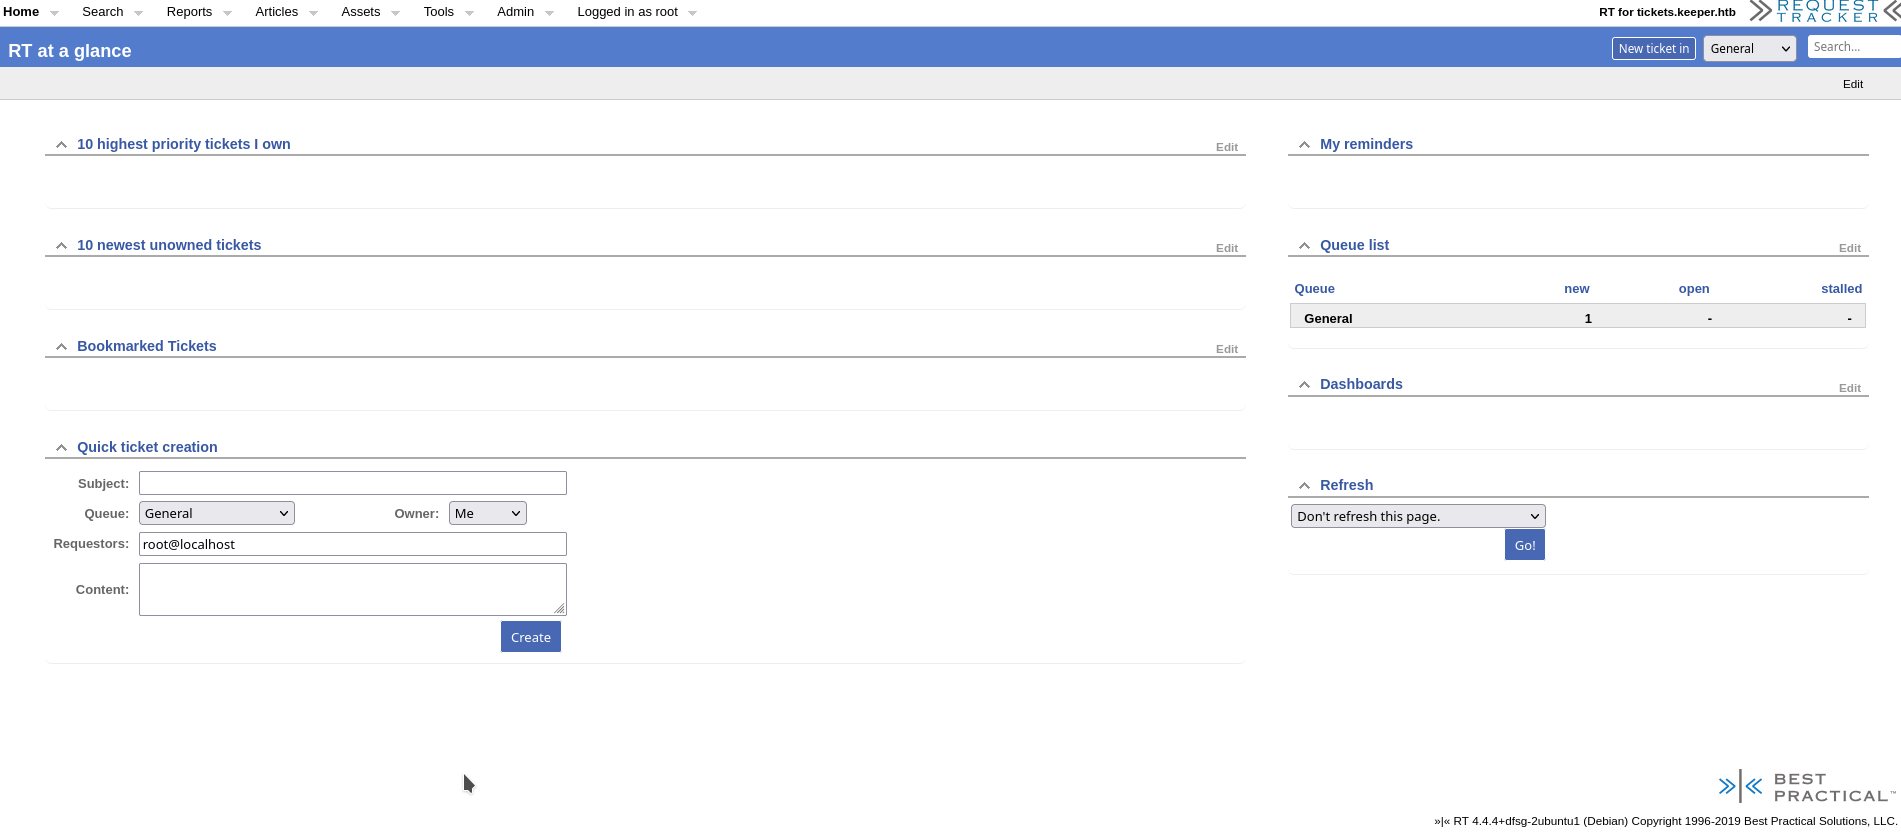 Home Search Reports Articles Assets Tools Admin Logged in as root RT for tickets.keeper.htb REQUEST TRACKER
RT at a glance New ticket in General Search...
Edit
10 highest priority tickets I own Edit
10 newest unowned tickets Edit
Bookmarked Tickets Edit
Quick ticket creation
Subject:
Queue: General Owner: Me
Requestors: root@localhost
Content:
Create
My reminders
Queue list Edit
Queue new open stalled
General 1 - -
Dashboards Edit
Refresh
Don't refresh this page.
Go!
BEST
PRACTICAL™
»|« RT 4.4.4+dfsg-2ubuntu1 (Debian) Copyright 1996-2019 Best Practical Solutions, LLC.